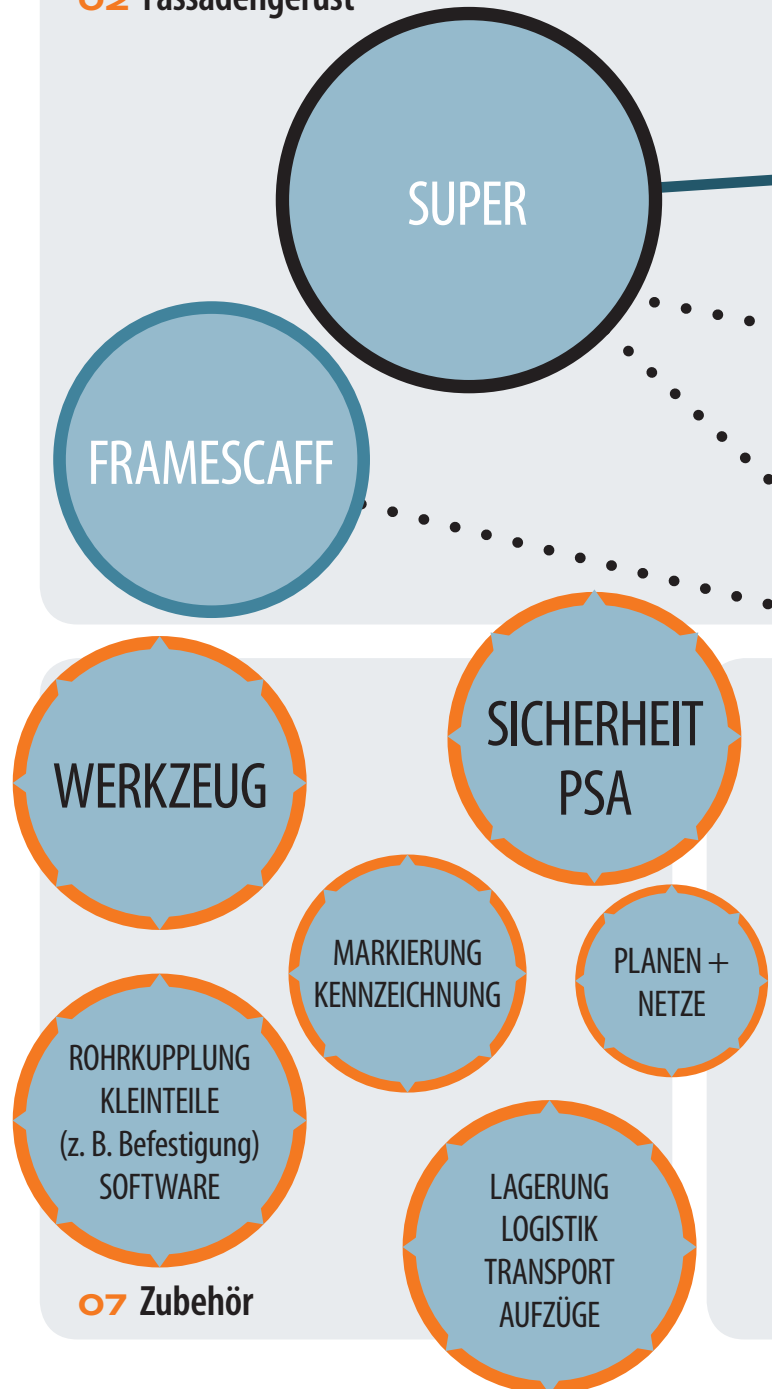 02 Fassadengerüst
SUPER
FRAMESCAFF
WERKZEUG
SICHERHEIT
PSA
MARKIERUNG
KENNZEICHNUNG
PLANEN +
NETZE
ROHRKUPPLUNG
KLEINTEILE
(z. B. Befestigung)
SOFTWARE
LAGERUNG
LOGISTIK
TRANSPORT
AUFZÜGE
07 Zubehör